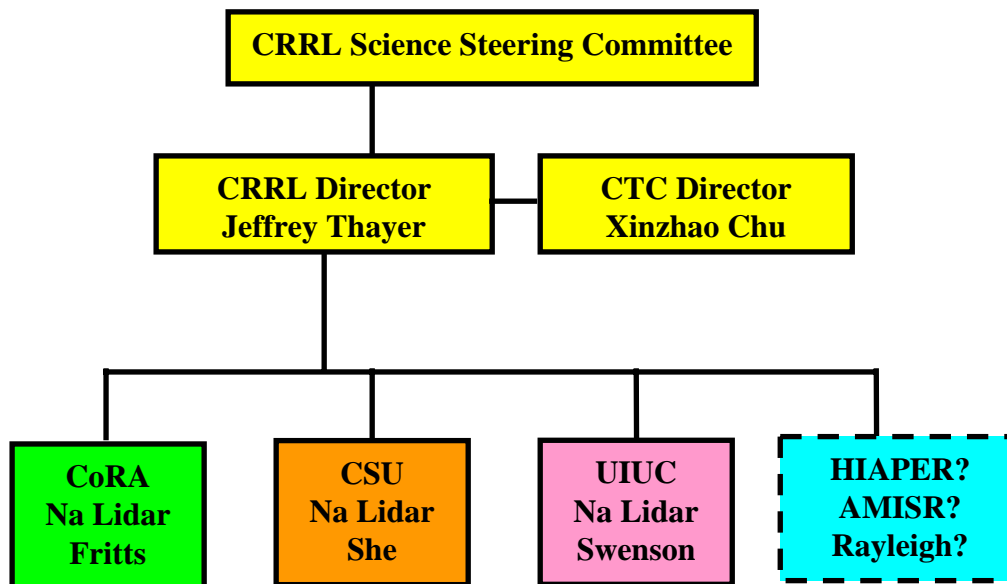 CRRL Science Steering Committee
CRRL Director
Jeffrey Thayer
CTC Director
Xinzhao Chu
CoRA
Na Lidar
Fritts
CSU
Na Lidar
She
UIUC
Na Lidar
Swenson
HIAPER?
AMISR?
Rayleigh?